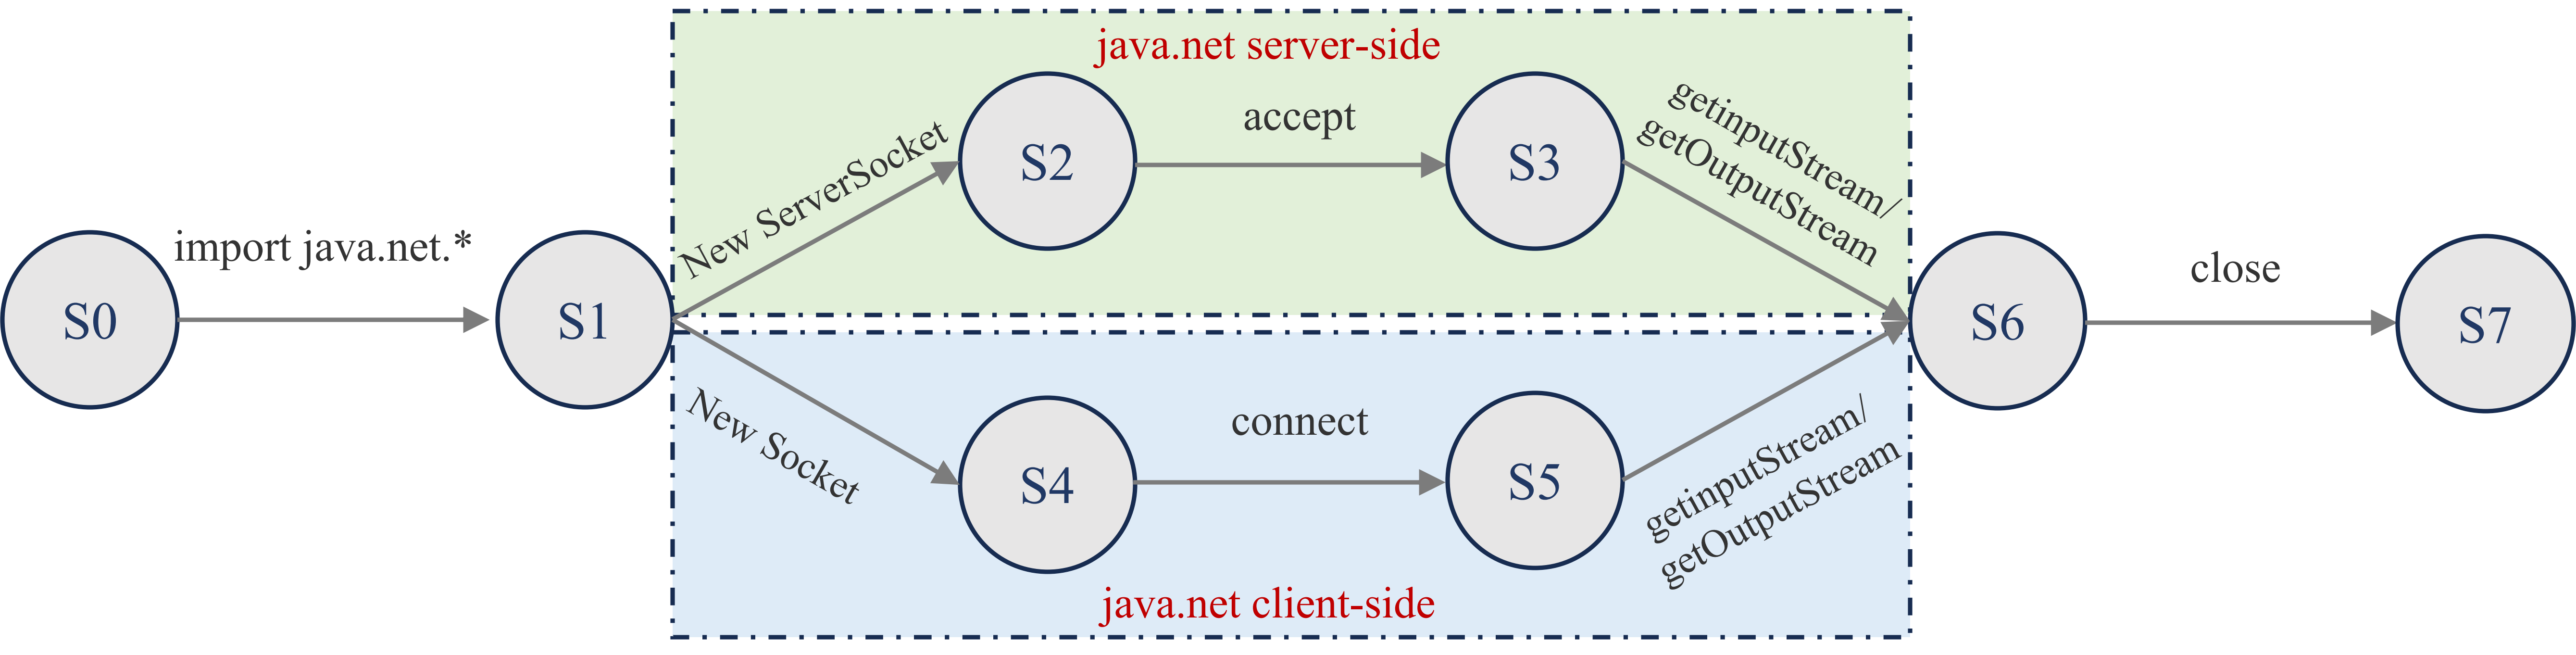 java.net server-side
S0
import java.net.*
S1
New ServerSocket
S2
accept
S3
getinputStream/
getOutputStream
New Socket
S4
connect
S5
getinputStream/
getOutputStream
java.net client-side
S6
close
S7